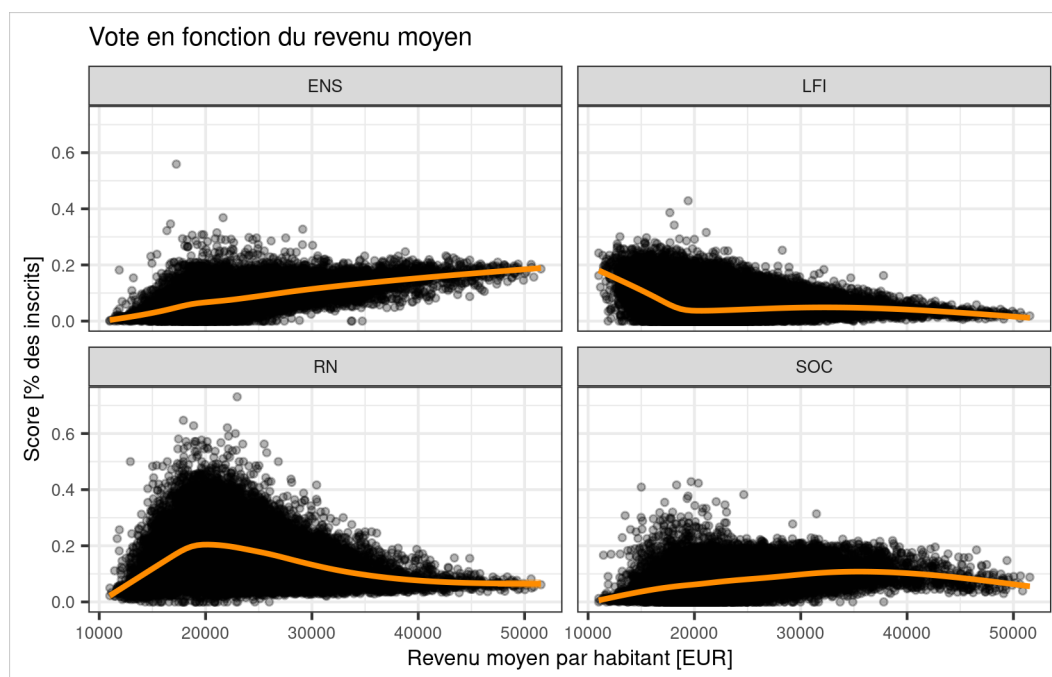 Vote en fonction du revenu moyen
ENS
LFI
0.6
0.4
0.2
0.0
RN
SOC
0.6
0.4
0.2
0.0
Score [% des inscrits]
10000 20000 30000 40000 50000
10000 20000 30000 40000 50000
Revenu moyen par habitant [EUR]